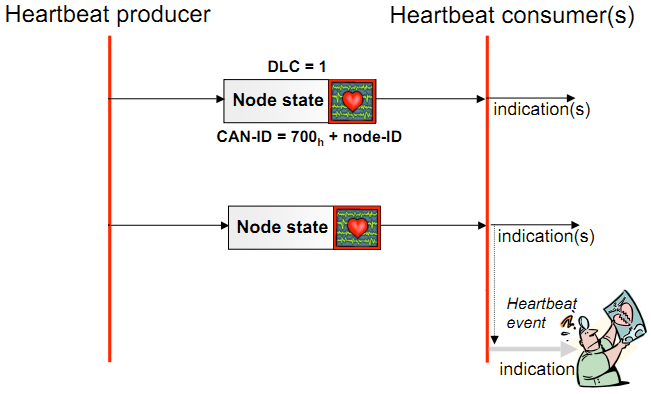 Heartbeat producer
Heartbeat consumer(s)
DLC = 1
Node state
indication(s)
CAN-ID = 700h + node-ID
Node state
indication(s)
Heartbeat
event
indication